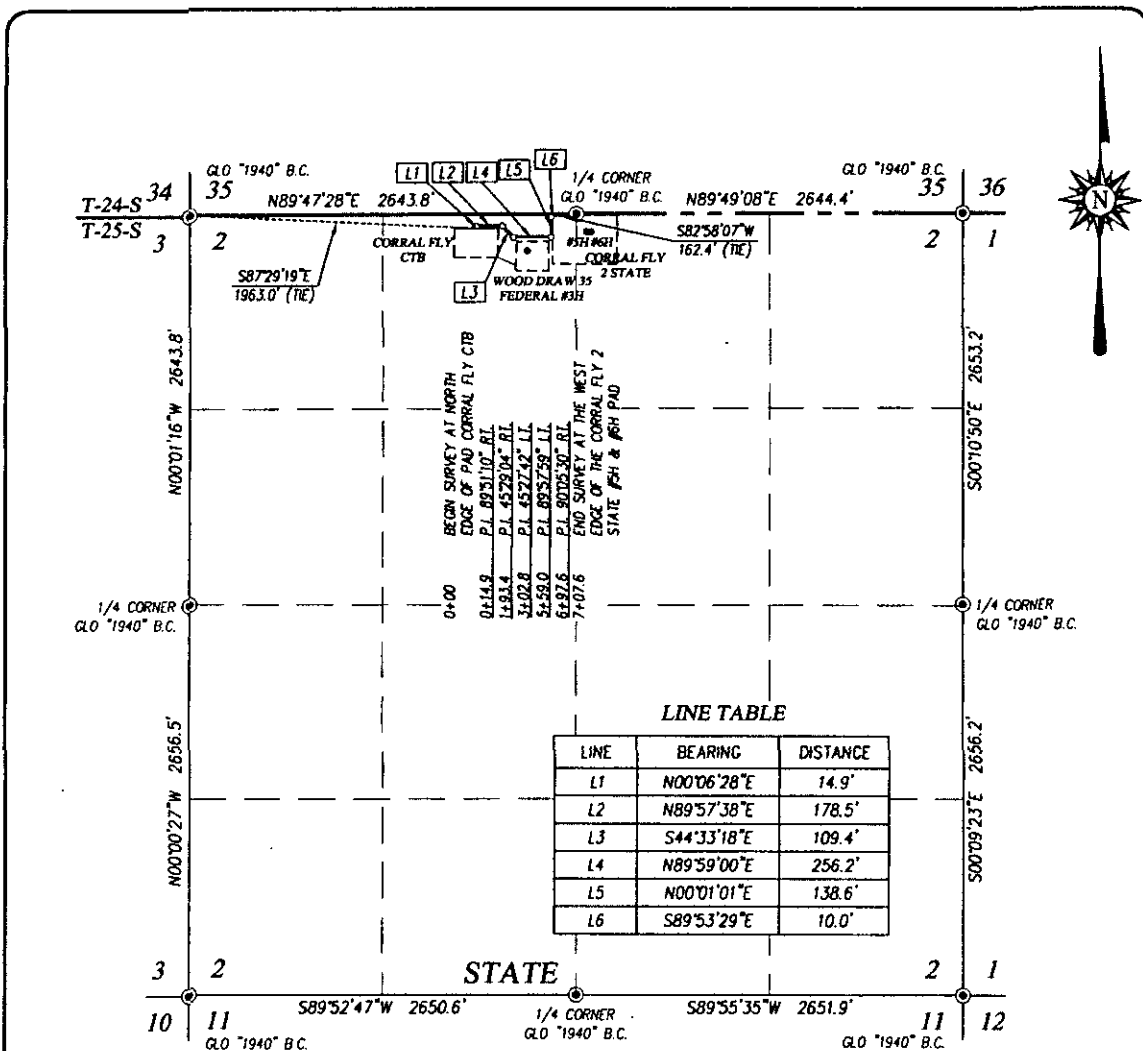 GLO "1940" B.C.
34 35
T-24-S
T-25-S
3 2
N89°47'28"E 2643.8'
L1 L2 L4 L5 L6
1/4 CORNER
GLO "1940" B.C.
N89°49'08"E 2644.4'
GLO "1940" B.C.
35 36
2 1
N
S87°29'19"E
1963.0' (TIE)
CORRAL FLY
CTB
L3
WOOD DRAW 35
FEDERAL #3H
#5H #6H
CORRAL FLY
2 STATE
S82°58'07"W
162.4' (TIE)
N00°01'16"W 2643.8'
S00°10'50"E 2653.2'
0+00 BEGIN SURVEY AT NORTH
EDGE OF PAD CORRAL FLY CTB
0+14.9 P.I. 89°51'10" RT.
1+93.4 P.I. 45°29'04" RT.
3+02.8 P.I. 45°27'42" LT.
5+59.0 P.I. 89°57'59" LT.
6+97.6 P.I. 90°05'30" RT.
7+07.6 END SURVEY AT THE WEST
EDGE OF THE CORRAL FLY 2
STATE #5H & #6H PAD
1/4 CORNER
GLO "1940" B.C.
1/4 CORNER
GLO "1940" B.C.
N00°00'27"W 2656.5'
S00°09'23"E 2656.2'
LINE TABLE
LINE BEARING DISTANCE
L1 N00°06'28"E 14.9'
L2 N89°57'38"E 178.5'
L3 S44°33'18"E 109.4'
L4 N89°59'00"E 256.2'
L5 N00°01'01"E 138.6'
L6 S89°53'29"E 10.0'
3 2
STATE
2 1
S89°52'47"W 2650.6'
S89°55'35"W 2651.9'
10 11
GLO "1940" B.C.
1/4 CORNER
GLO "1940" B.C.
11 12
GLO "1940" B.C.